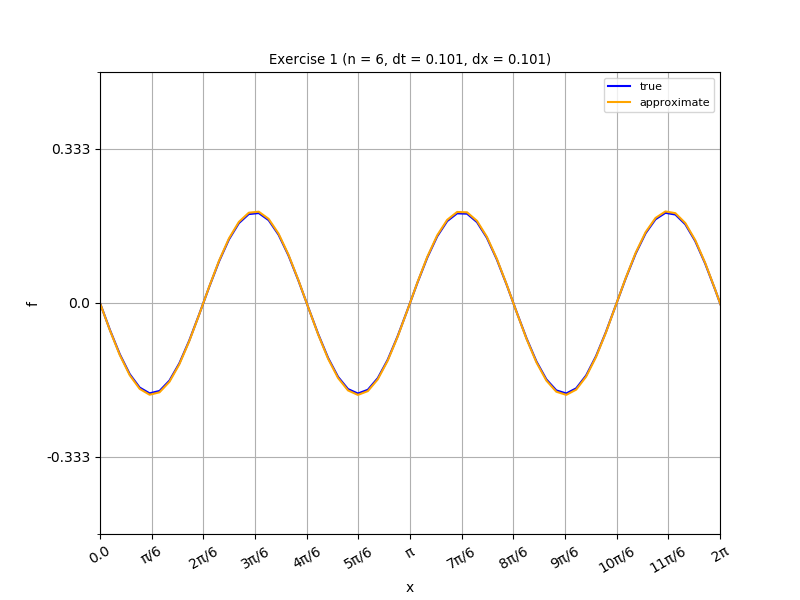 Exercise 1 (n = 6, dt = 0.101, dx = 0.101)
true
approximate
0.333
0.0
-0.333
f
0.0
π/6
2π/6
3π/6
4π/6
5π/6
π
7π/6
8π/6
9π/6
10π/6
11π/6
2π
x